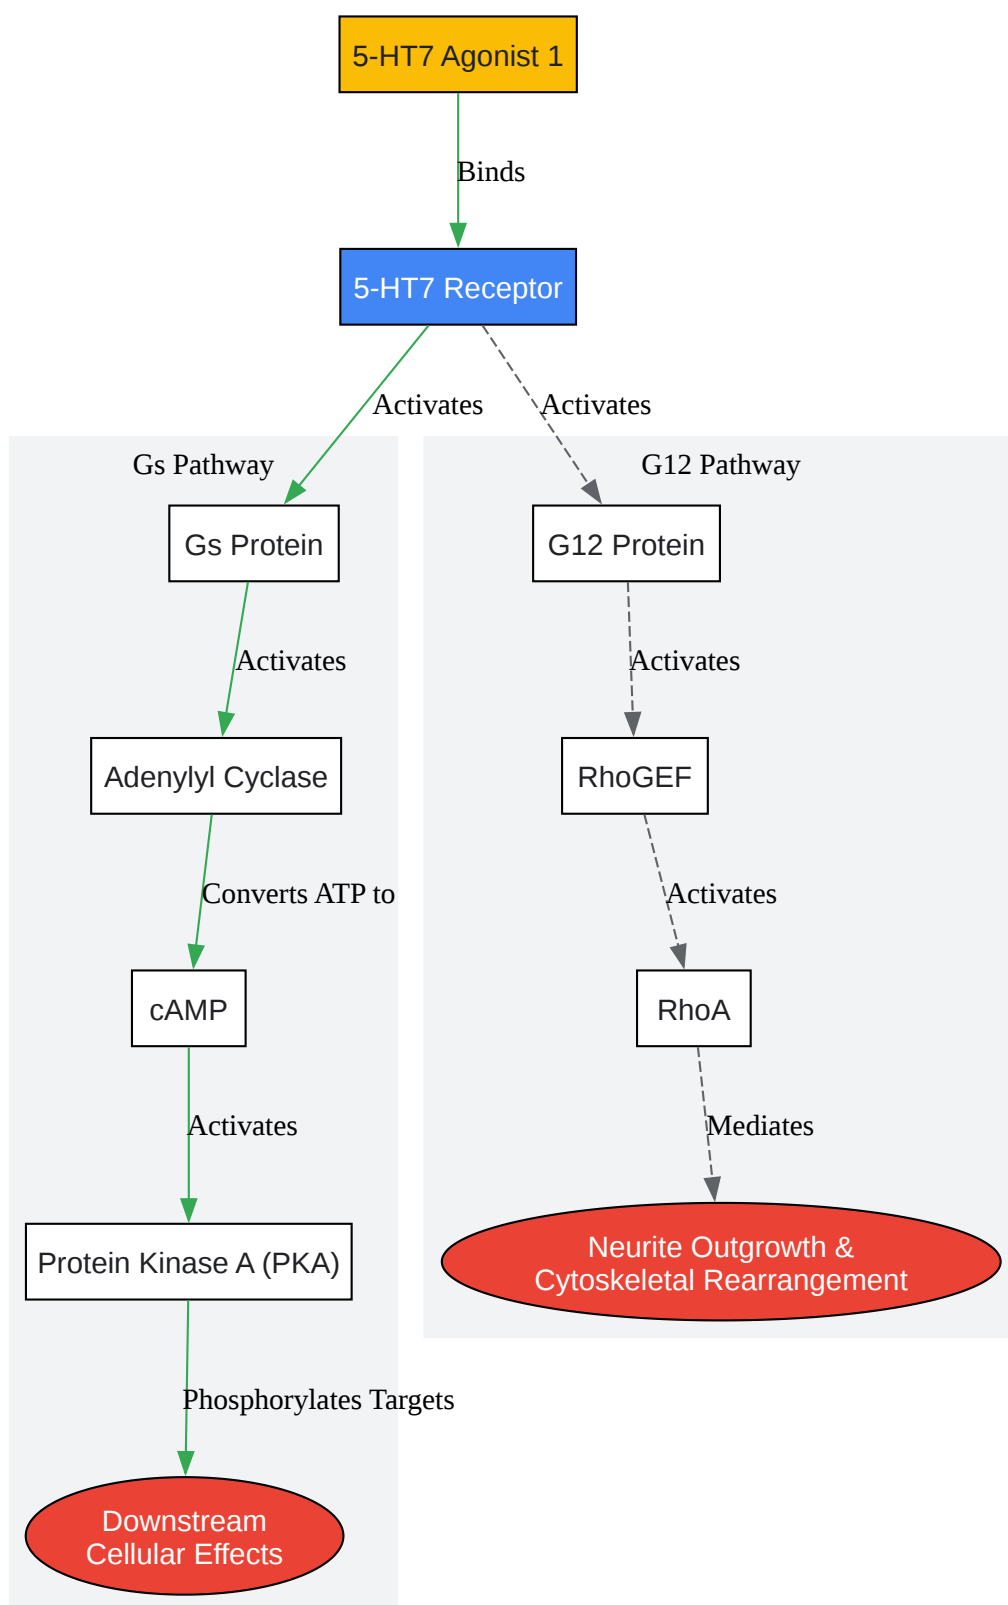 5-HT7 Agonist 1
Binds
5-HT7 Receptor
Activates
Activates
Gs Pathway
G12 Pathway
Gs Protein
G12 Protein
Activates
Activates
Adenylyl Cyclase
RhoGEF
Converts ATP to
Activates
cAMP
RhoA
Activates
Mediates
Protein Kinase A (PKA)
Neurite Outgrowth &
Cytoskeletal Rearrangement
Phosphorylates Targets
Downstream
Cellular Effects